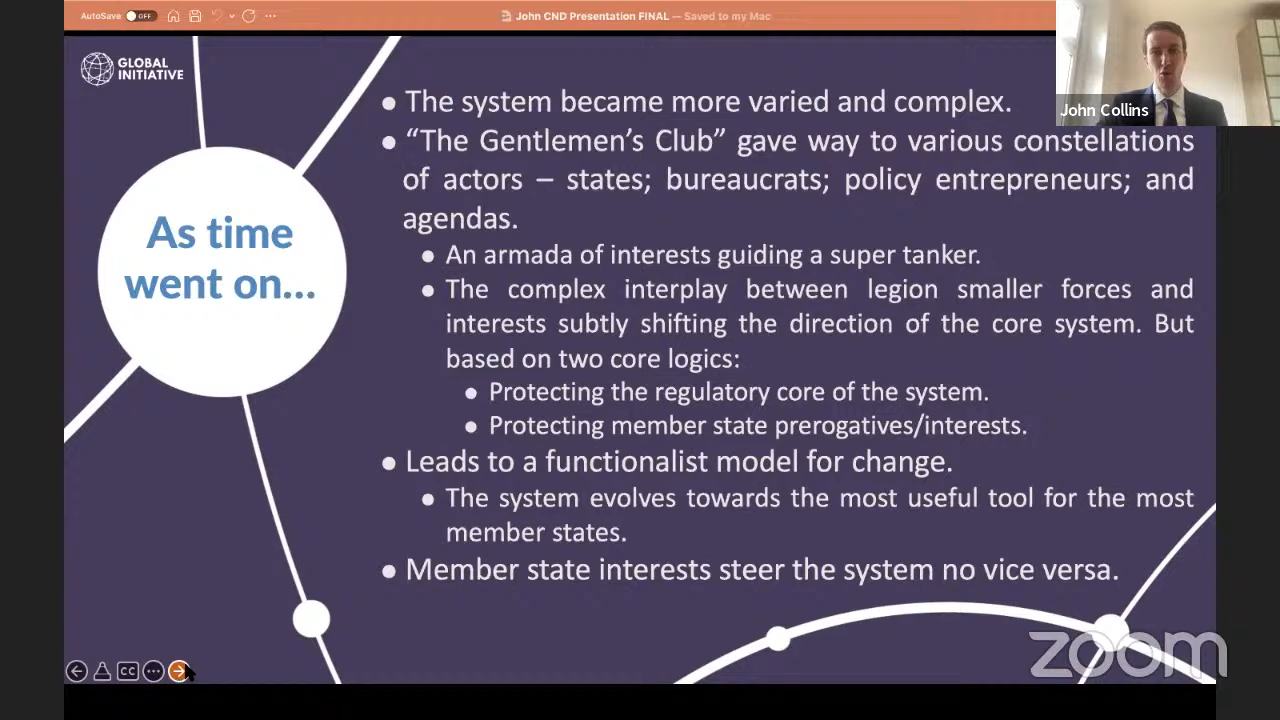 AutoSave OFF
John CND Presentation FINAL — Saved to my Mac
GLOBAL
INITIATIVE
John Collins
As time
went on...
● The system became more varied and complex.
● “The Gentlemen’s Club” gave way to various constellations
of actors – states; bureaucrats; policy entrepreneurs; and
agendas.
● An armada of interests guiding a super tanker.
● The complex interplay between legion smaller forces and
interests subtly shifting the direction of the core system. But
based on two core logics:
● Protecting the regulatory core of the system.
● Protecting member state prerogatives/interests.
● Leads to a functionalist model for change.
● The system evolves towards the most useful tool for the most
member states.
● Member state interests steer the system no vice versa.
CC
zoom